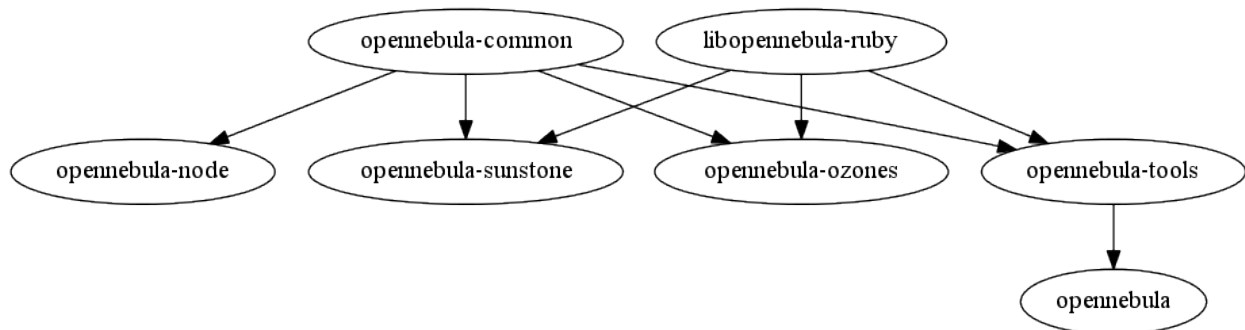 opennebula-common
libopennebula-ruby
opennebula-node
opennebula-sunstone
opennebula-ozones
opennebula-tools
opennebula